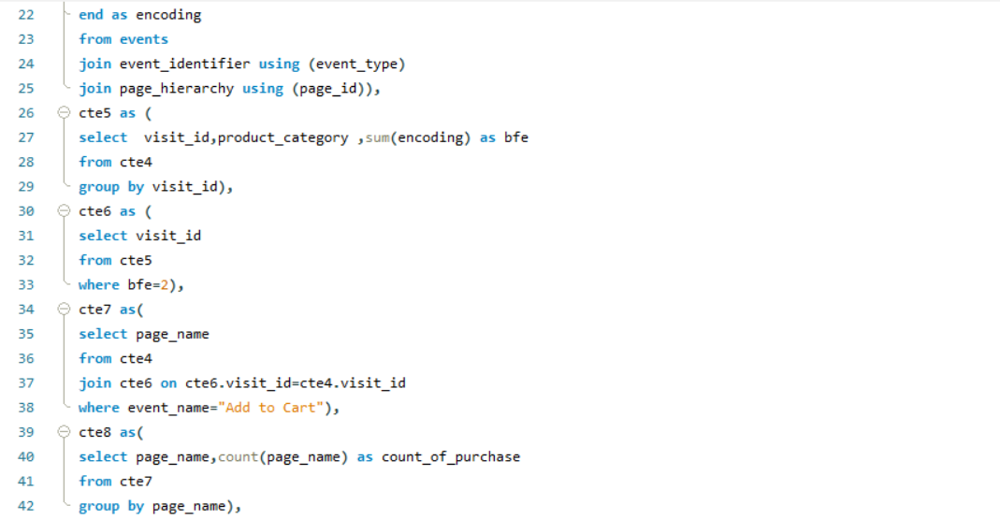 22 end as encoding
23 from events
24 join event_identifier using (event_type)
25 join page_hierarchy using (page_id)),
26 cte5 as (
27 select  visit_id,product_category ,sum(encoding) as bfe
28 from cte4
29 group by visit_id),
30 cte6 as (
31 select visit_id
32 from cte5
33 where bfe=2),
34 cte7 as(
35 select page_name
36 from cte4
37 join cte6 on cte6.visit_id=cte4.visit_id
38 where event_name="Add to Cart"),
39 cte8 as(
40 select page_name,count(page_name) as count_of_purchase
41 from cte7
42 group by page_name),